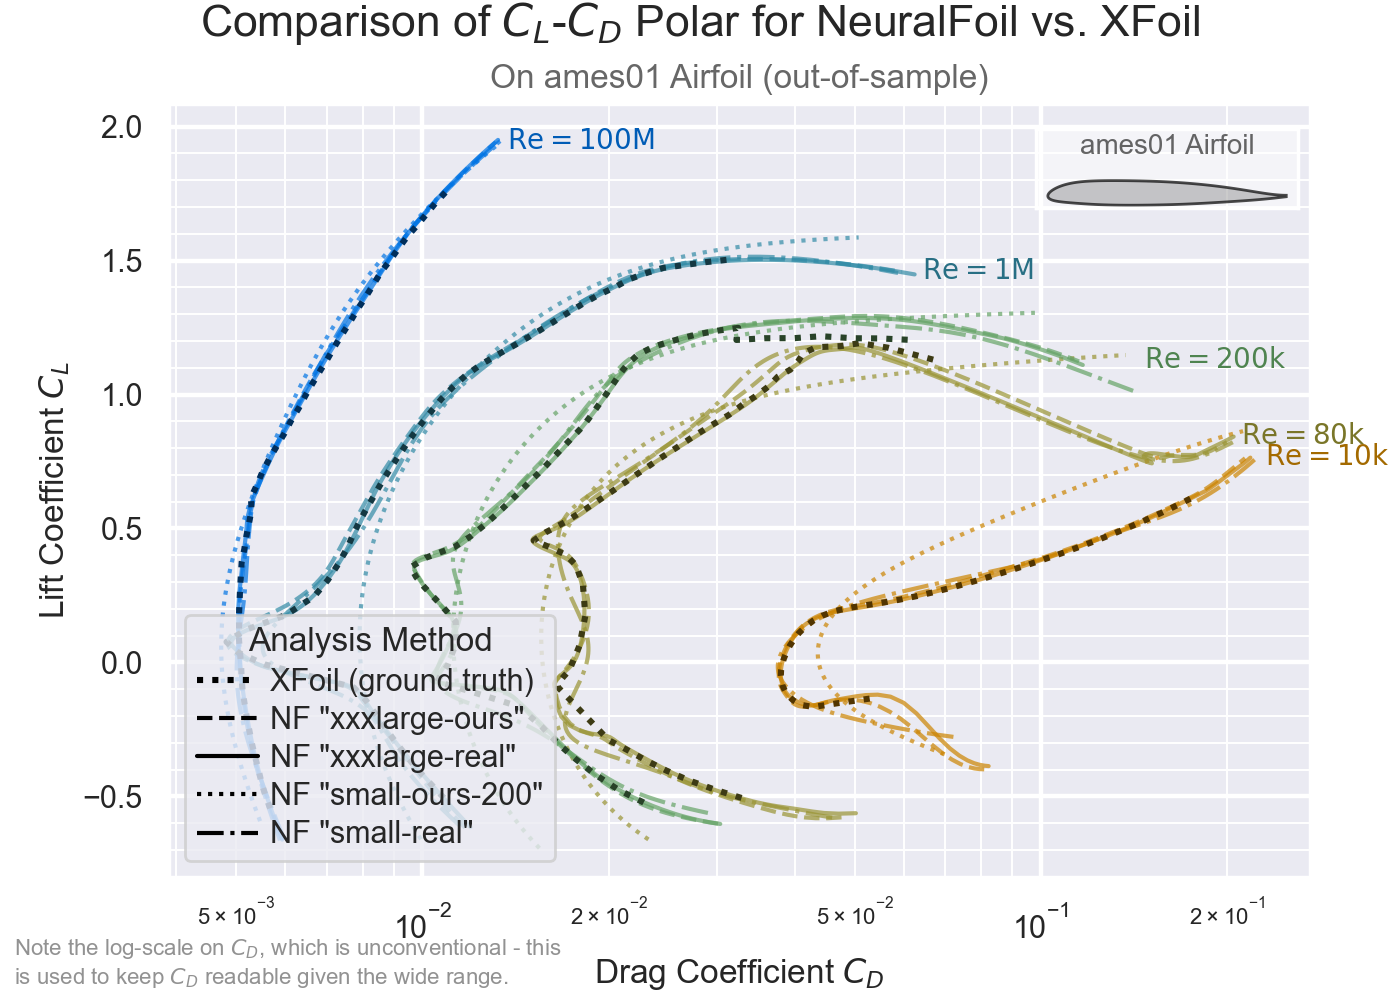 Comparison of C_L-C_D Polar for NeuralFoil vs. XFoil
On ames01 Airfoil (out-of-sample)
ames01 Airfoil
Re = 100M
Re = 1M
Re = 200k
Re = 80k
Re = 10k
Lift Coefficient C_L
2.0
1.5
1.0
0.5
0.0
−0.5
Analysis Method
XFoil (ground truth)
NF "xxxlarge-ours"
NF "xxxlarge-real"
NF "small-ours-200"
NF "small-real"
5 × 10⁻³
10⁻²
2 × 10⁻²
5 × 10⁻²
10⁻¹
2 × 10⁻¹
Drag Coefficient C_D
Note the log-scale on C_D, which is unconventional - this
is used to keep C_D readable given the wide range.